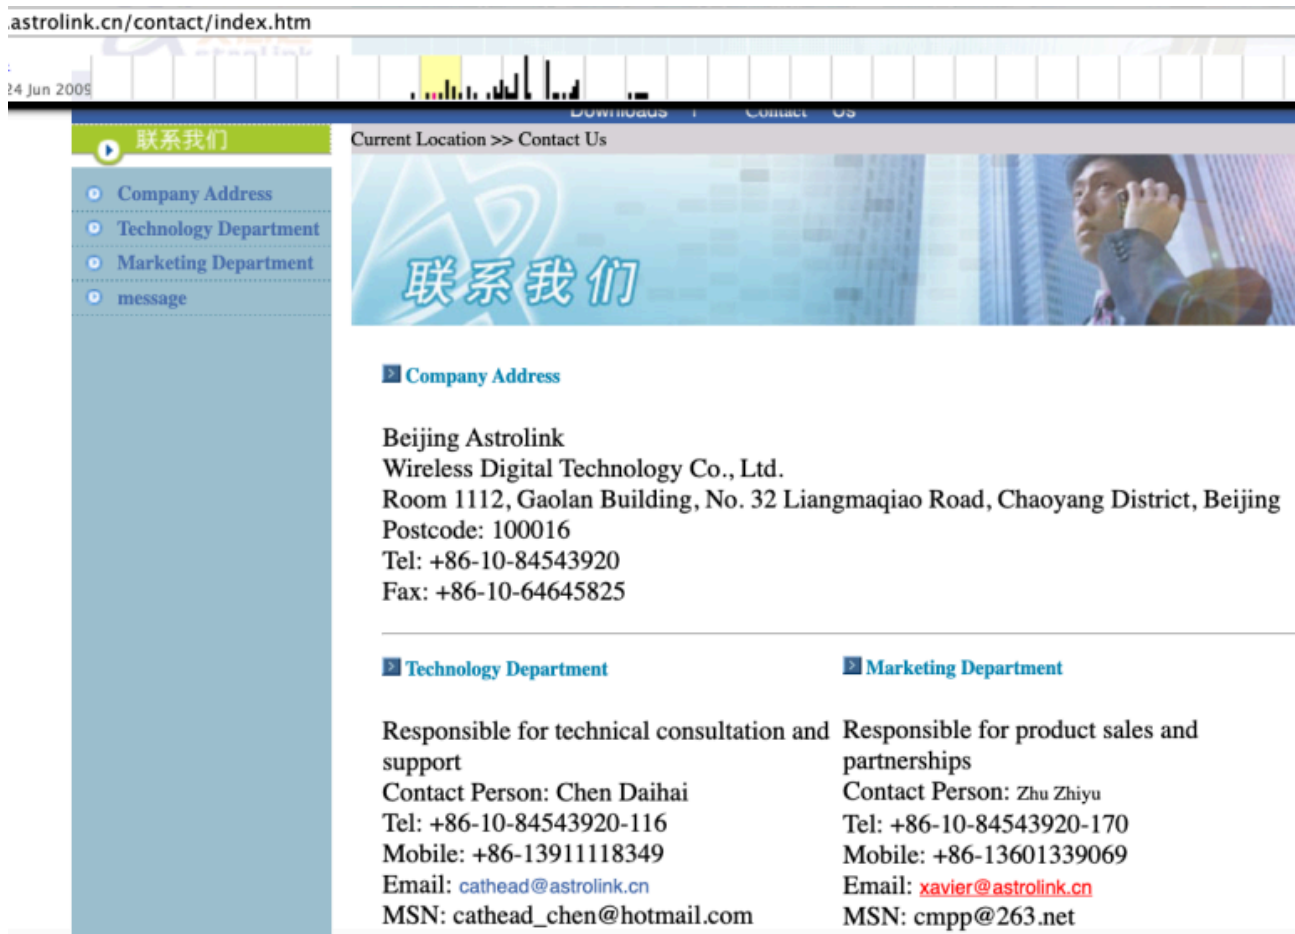 .astrolink.cn/contact/index.htm
24 Jun 2009
Downloads | Contact Us
联系我们
Current Location >> Contact Us
Company Address
Technology Department
Marketing Department
message
联系我们
Company Address
Beijing Astrolink
Wireless Digital Technology Co., Ltd.
Room 1112, Gaolan Building, No. 32 Liangmaqiao Road, Chaoyang District, Beijing
Postcode: 100016
Tel: +86-10-84543920
Fax: +86-10-64645825
Technology Department
Responsible for technical consultation and
support
Contact Person: Chen Daihai
Tel: +86-10-84543920-116
Mobile: +86-13911118349
Email: cathead@astrolink.cn
MSN: cathead_chen@hotmail.com
Marketing Department
Responsible for product sales and
partnerships
Contact Person: Zhu Zhiyu
Tel: +86-10-84543920-170
Mobile: +86-13601339069
Email: xavier@astrolink.cn
MSN: cmpp@263.net